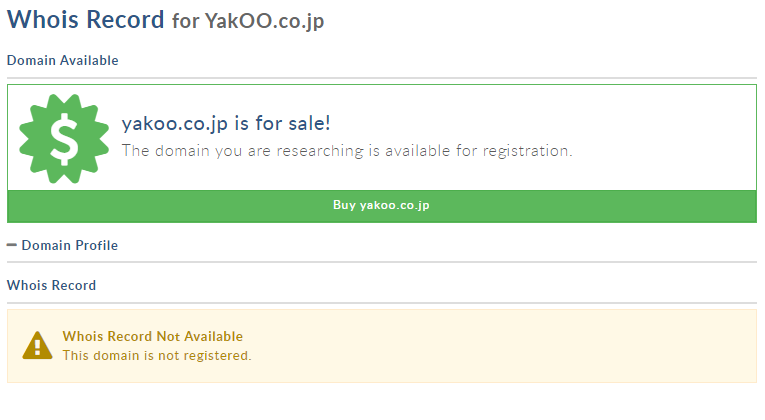 Whois Record for YakOO.co.jp
Domain Available
$
yakoo.co.jp is for sale!
The domain you are researching is available for registration.
Buy yakoo.co.jp
Domain Profile
Whois Record
Whois Record Not Available
This domain is not registered.